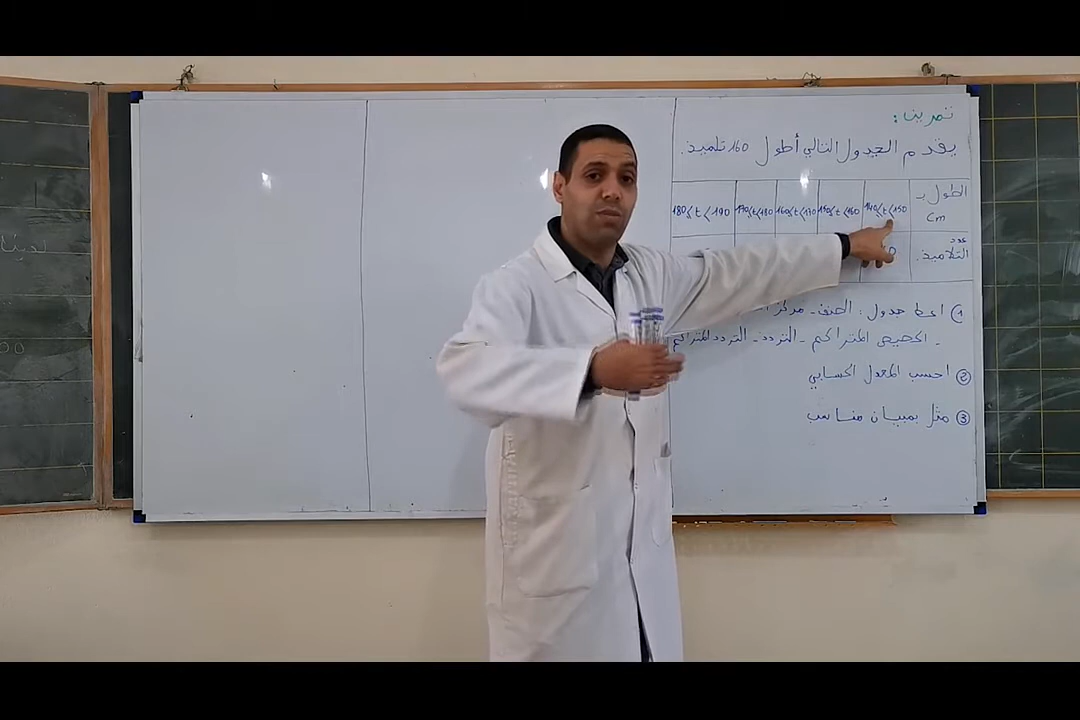 تمرين:
يقدم الجدول التالي أطول 160 تلميذ.
الطول بـ cm 140≤t<150 150≤t<160 160≤t<170 170≤t<180 180≤t<190
عدد التلاميذ.
① اعط جدول: الصنف - مركز
- الحصيص المتراكم - التردد - التردد المتراكم
② احسب المعدل الحسابي
③ مثل بمبيان مناسب